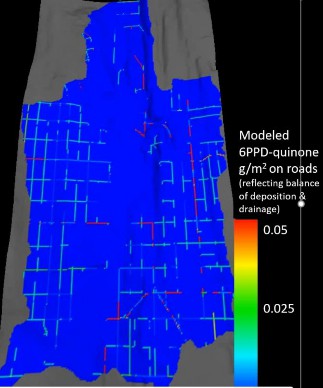 Modeled
6PPD-quinone
g/m² on roads
(reflecting balance
of deposition &
drainage)
0.05
0.025